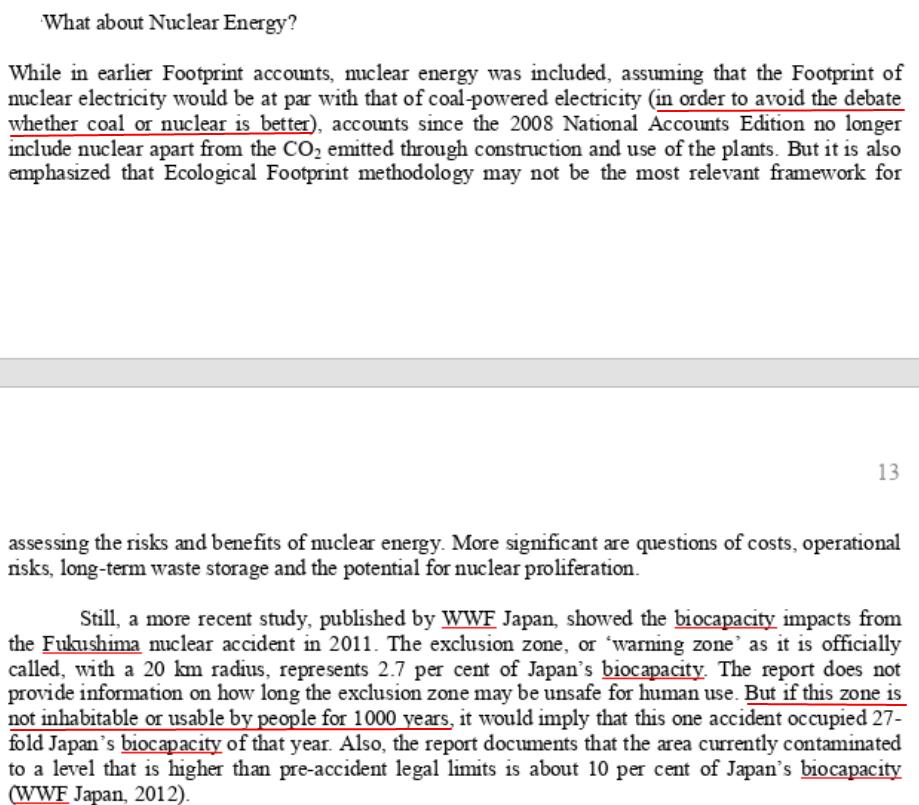 What about Nuclear Energy?
While in earlier Footprint accounts, nuclear energy was included, assuming that the Footprint of
nuclear electricity would be at par with that of coal-powered electricity (in order to avoid the debate
whether coal or nuclear is better), accounts since the 2008 National Accounts Edition no longer
include nuclear apart from the CO₂ emitted through construction and use of the plants. But it is also
emphasized that Ecological Footprint methodology may not be the most relevant framework for
13
assessing the risks and benefits of nuclear energy. More significant are questions of costs, operational
risks, long-term waste storage and the potential for nuclear proliferation.
Still, a more recent study, published by WWF Japan, showed the biocapacity impacts from
the Fukushima nuclear accident in 2011. The exclusion zone, or ‘warning zone’ as it is officially
called, with a 20 km radius, represents 2.7 per cent of Japan’s biocapacity. The report does not
provide information on how long the exclusion zone may be unsafe for human use. But if this zone is
not inhabitable or usable by people for 1000 years, it would imply that this one accident occupied 27-
fold Japan’s biocapacity of that year. Also, the report documents that the area currently contaminated
to a level that is higher than pre-accident legal limits is about 10 per cent of Japan’s biocapacity
(WWF Japan, 2012).